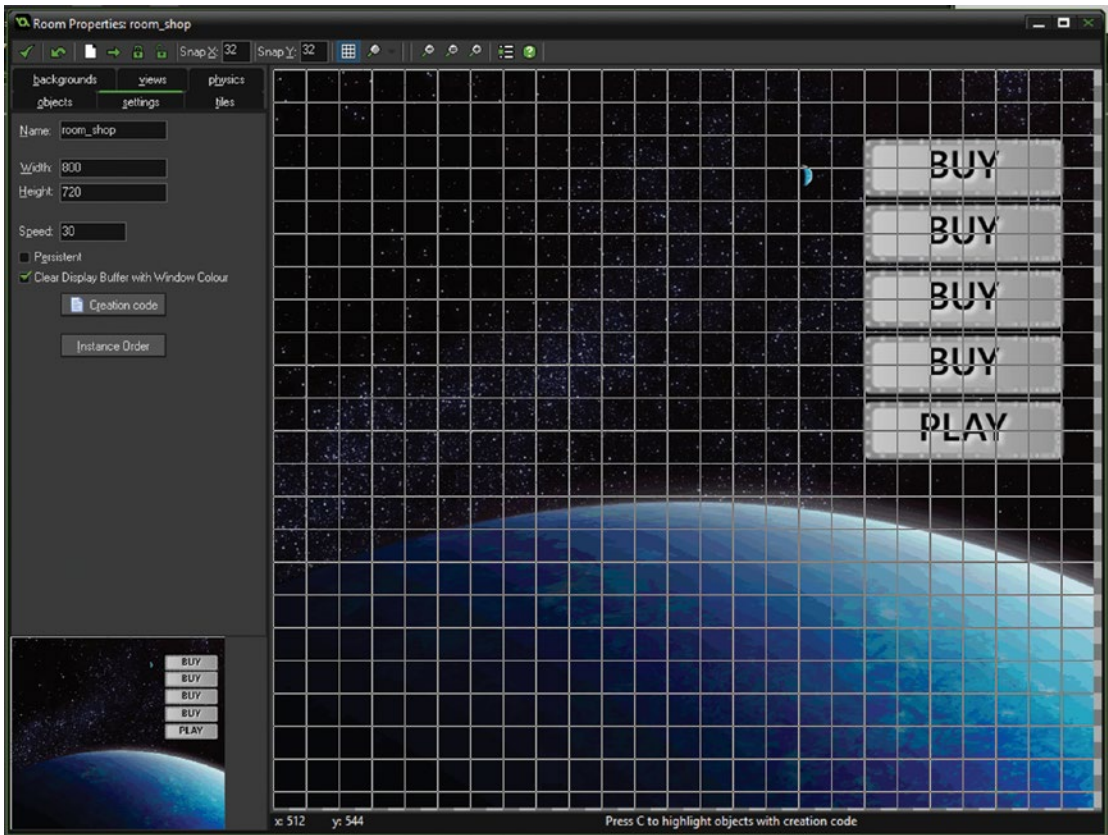 Room Properties: room_shop
Snap X: 32 Snap Y: 32
backgrounds views physics
objects settings tiles
Name: room_shop
Width: 800
Height: 720
Speed: 30
Persistent
Clear Display Buffer with Window Colour
Creation code
Instance Order
BUY
BUY
BUY
BUY
PLAY
BUY
BUY
BUY
BUY
PLAY
x: 512 y: 544 Press C to highlight objects with creation code